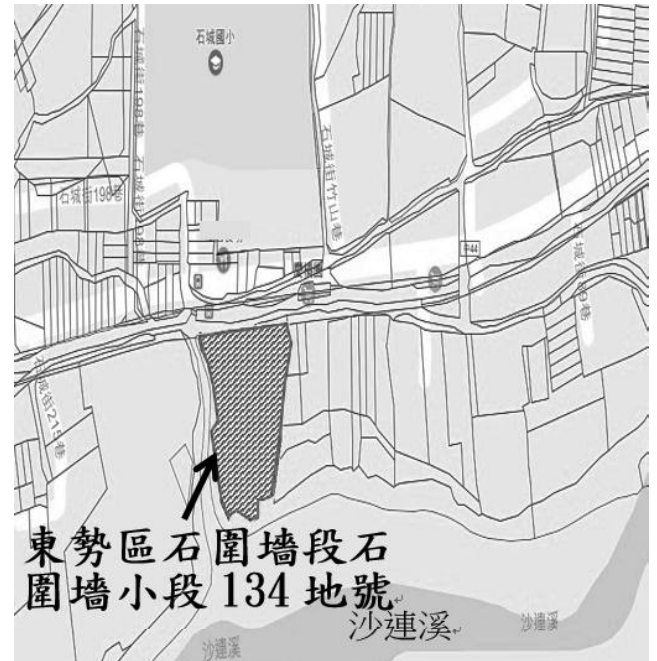 石城國小
石城街198巷
石城街竹山巷
石城街198巷
石城街215巷
東勢區石圍墻段石
圍墻小段134地號
沙連溪
沙連溪
沙連溪